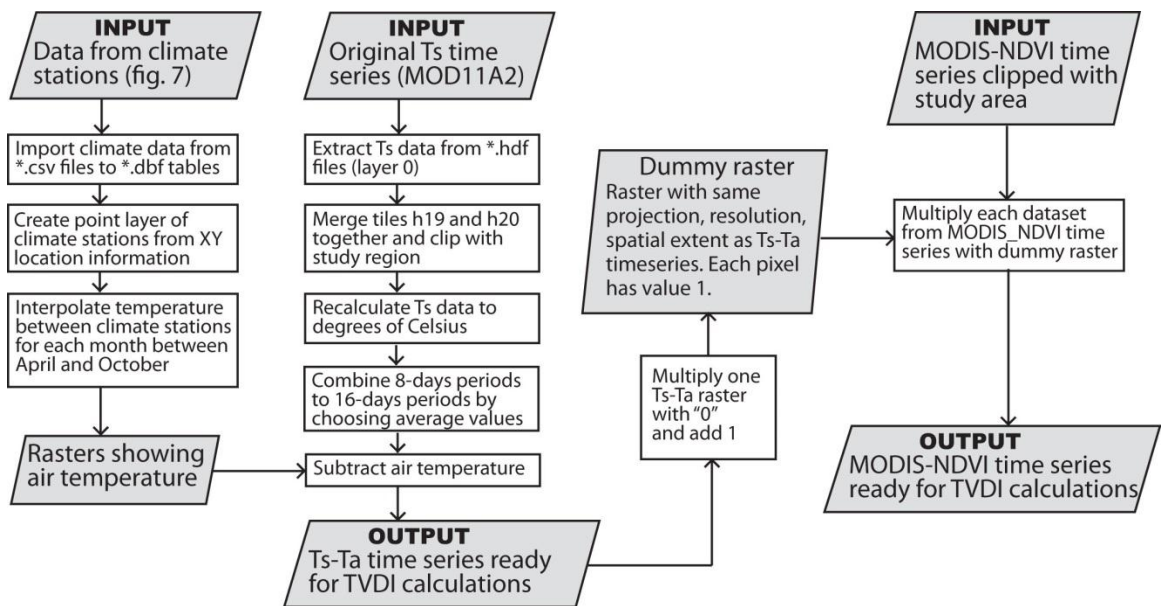 INPUT
Data from climate
stations (fig. 7)
Import climate data from
*.csv files to *.dbf tables
Create point layer of
climate stations from XY
location information
Interpolate temperature
between climate stations
for each month between
April and October
Rasters showing
air temperature
INPUT
Original Ts time
series (MOD11A2)
Extract Ts data from *.hdf
files (layer 0)
Merge tiles h19 and h20
together and clip with
study region
Recalculate Ts data to
degrees of Celsius
Combine 8-days periods
to 16-days periods by
choosing average values
Subtract air temperature
OUTPUT
Ts-Ta time series ready
for TVDI calculations
Multiply one
Ts-Ta raster
with “0”
and add 1
Dummy raster
Raster with same
projection, resolution,
spatial extent as Ts-Ta
timeseries. Each pixel
has value 1.
INPUT
MODIS-NDVI time
series clipped with
study area
Multiply each dataset
from MODIS_NDVI time
series with dummy raster
OUTPUT
MODIS-NDVI time series
ready for TVDI calculations